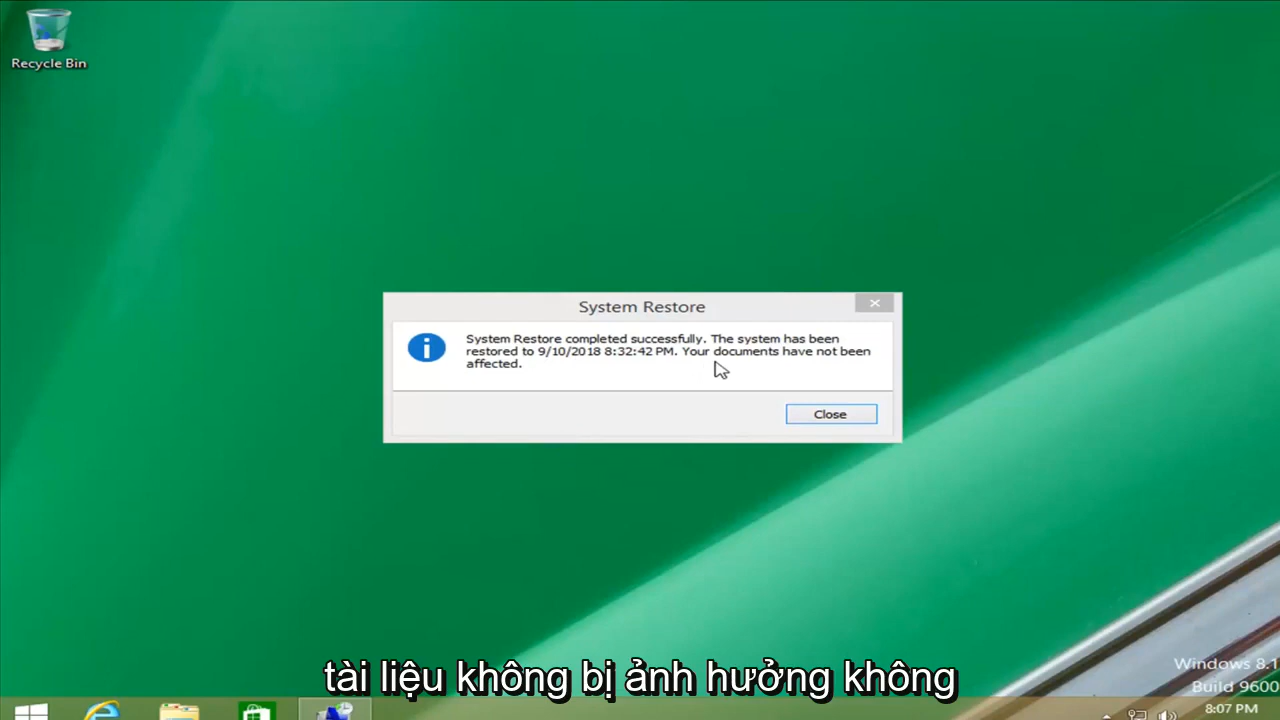 Recycle Bin
System Restore
System Restore completed successfully. The system has been
restored to 9/10/2018 8:32:42 PM. Your documents have not been
affected.
Close
tài liệu không bị ảnh hưởng không
Windows 8.1
Build 9600
8:07 PM